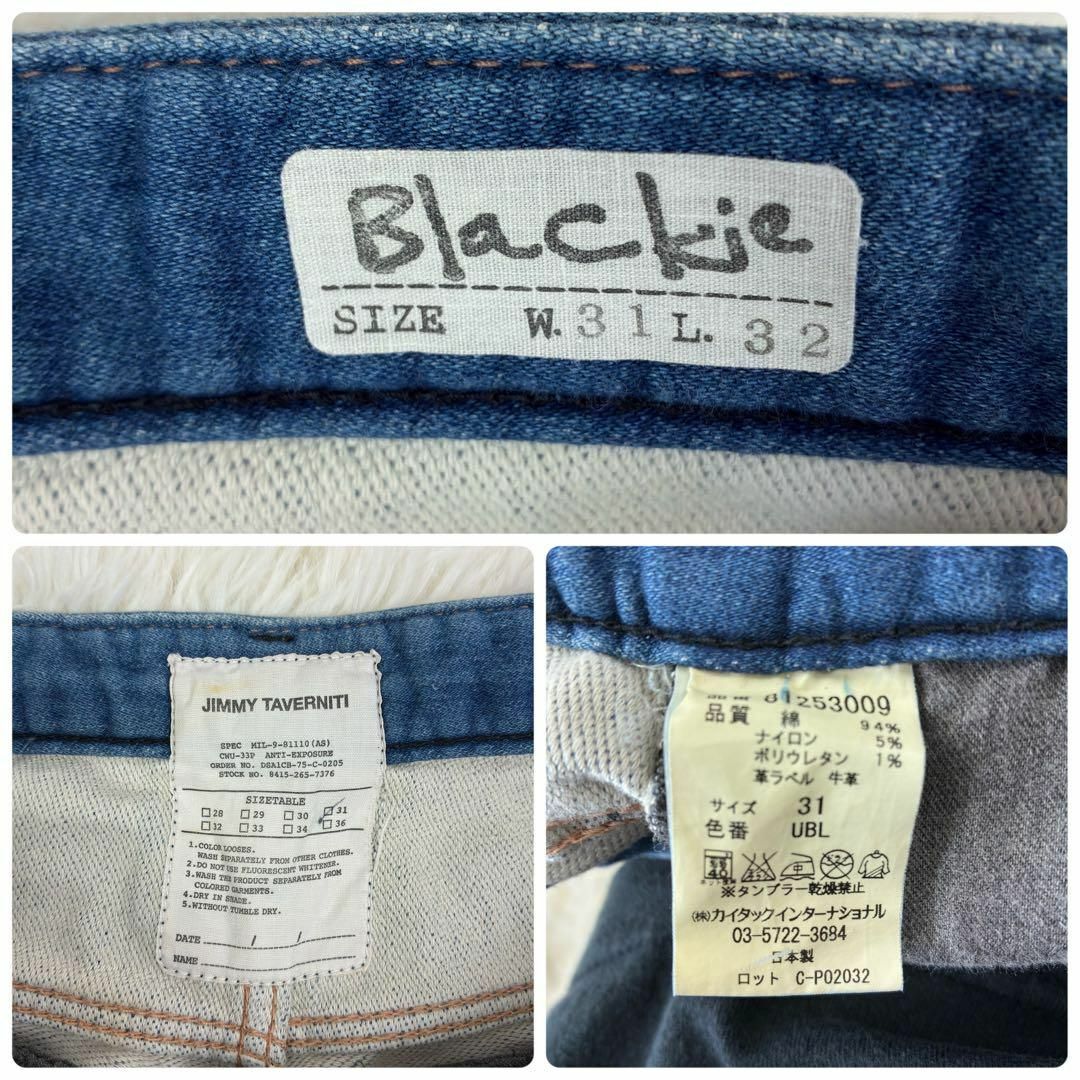 Blackie
SIZE W.31 L.32
JIMMY TAVERNITI
SPEC MIL-9-81110(AS)
CWU-33P ANTI-EXPOSURE
ORDER NO. DSA1CB-75-C-0205
STOCK NO. 8415-265-7376
SIZETABLE
28 29 30 31
32 33 34 36
1.COLOR LOOSES.
WASH SEPARATELY FROM OTHER CLOTHES.
2.DO NOT USE FLUORESCENT WHITENER.
3.WASH THE PRODUCT SEPARATELY FROM
COLORED GARMENTS.
4.DRY IN SHADE.
5.WITHOUT TUMBLE DRY.
DATE / /
NAME
61253009
品質 綿 94%
ナイロン 5%
ポリウレタン 1%
革ラベル 牛革
サイズ 31
色番 UBL
※タンブラー乾燥禁止
㈱カイタックインターナショナル
03-5722-3684
日本製
ロット C-P02032